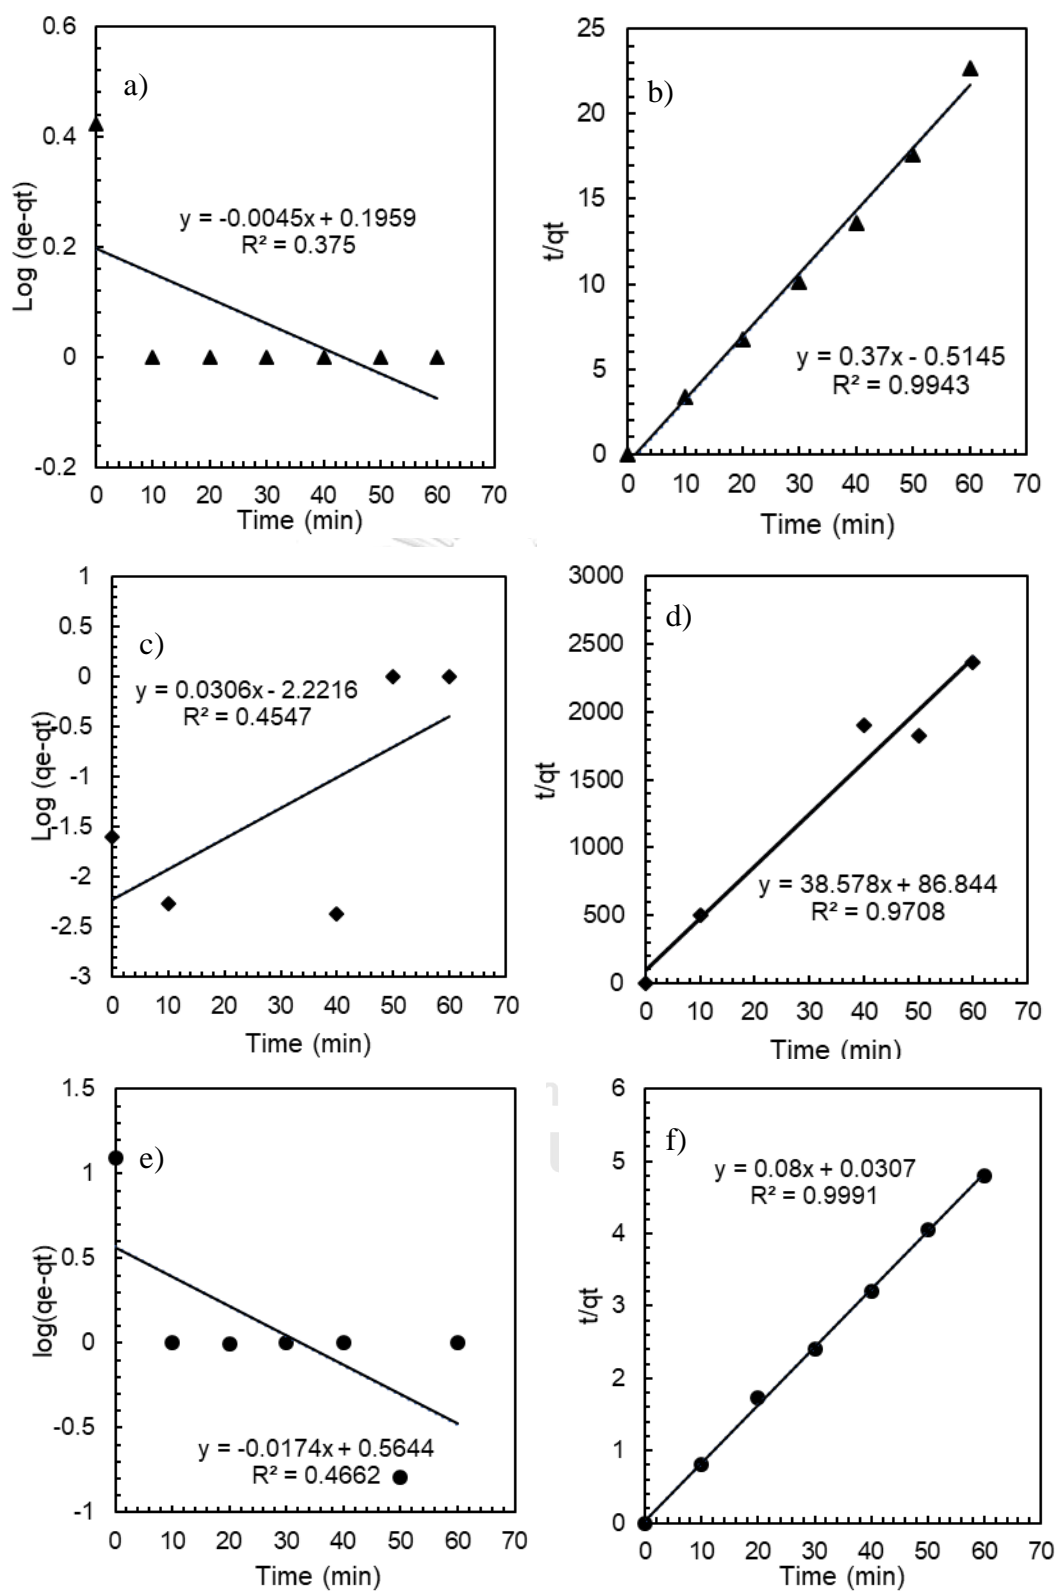 a)
0.6
0.4
0.2
0
-0.2
Log (qe-qt)
y = -0.0045x + 0.1959
R² = 0.375
0 10 20 30 40 50 60 70
Time (min)
b)
25
20
15
10
5
0
t/qt
y = 0.37x - 0.5145
R² = 0.9943
0 10 20 30 40 50 60 70
Time (min)
c)
1
0.5
0
-0.5
-1
-1.5
-2
-2.5
-3
Log (qe-qt)
y = 0.0306x - 2.2216
R² = 0.4547
0 10 20 30 40 50 60 70
Time (min)
d)
3000
2500
2000
1500
1000
500
0
t/qt
y = 38.578x + 86.844
R² = 0.9708
0 10 20 30 40 50 60 70
Time (min)
e)
1.5
1
0.5
0
-0.5
-1
log(qe-qt)
y = -0.0174x + 0.5644
R² = 0.4662
0 10 20 30 40 50 60 70
Time (min)
f)
6
5
4
3
2
1
0
t/qt
y = 0.08x + 0.0307
R² = 0.9991
0 10 20 30 40 50 60 70
Time (min)